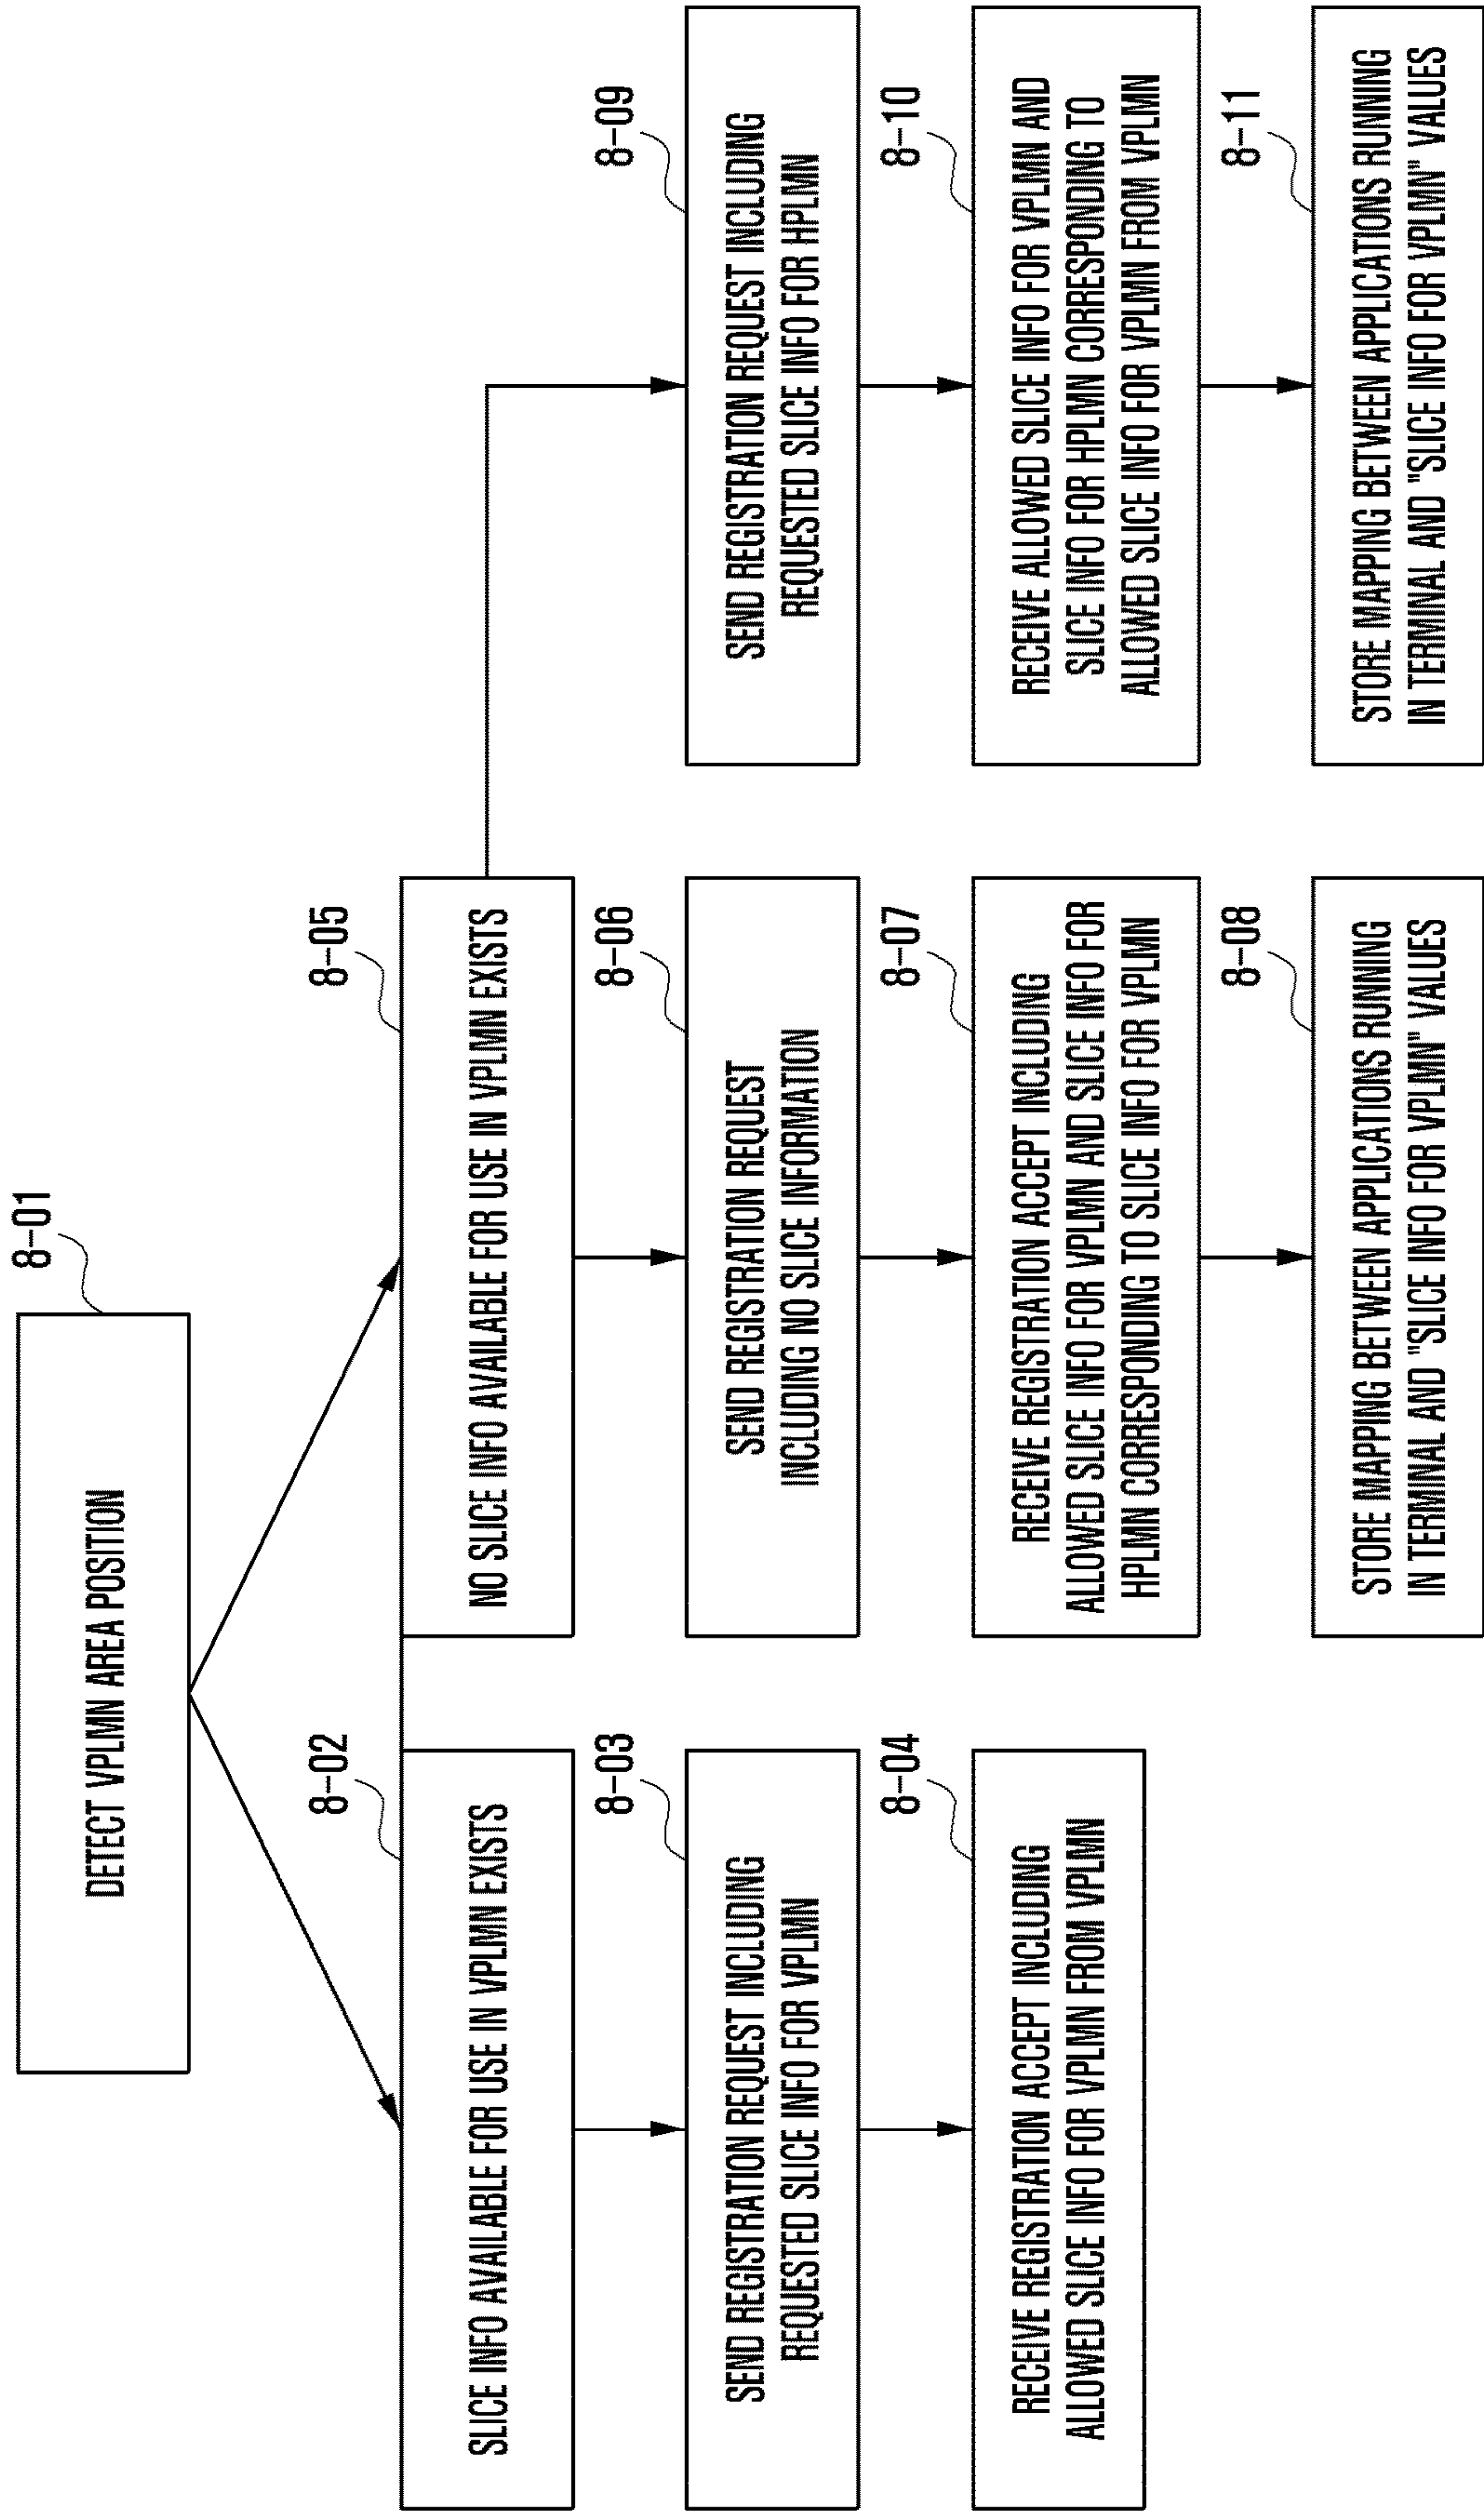 8-01
DETECT VPLMN AREA POSITION
8-02
SLICE INFO AVAILABLE FOR USE IN VPLMN EXISTS
8-03
SEND REGISTRATION REQUEST INCLUDING
REQUESTED SLICE INFO FOR VPLMN
8-04
RECEIVE REGISTRATION ACCEPT INCLUDING
ALLOWED SLICE INFO FOR VPLMN FROM VPLMN
8-05
NO SLICE INFO AVAILABLE FOR USE IN VPLMN EXISTS
8-06
SEND REGISTRATION REQUEST
INCLUDING NO SLICE INFORMATION
8-07
RECEIVE REGISTRATION ACCEPT INCLUDING
ALLOWED SLICE INFO FOR VPLMN AND SLICE INFO FOR
HPLMN CORRESPONDING TO SLICE INFO FOR VPLMN
8-08
STORE MAPPING BETWEEN APPLICATIONS RUNNING
IN TERMINAL AND "SLICE INFO FOR VPLMN" VALUES
8-09
SEND REGISTRATION REQUEST INCLUDING
REQUESTED SLICE INFO FOR HPLMN
8-10
RECEIVE ALLOWED SLICE INFO FOR VPLMN AND
SLICE INFO FOR HPLMN CORRESPONDING TO
ALLOWED SLICE INFO FOR VPLMN FROM VPLMN
8-11
STORE MAPPING BETWEEN APPLICATIONS RUNNING
IN TERMINAL AND "SLICE INFO FOR VPLMN" VALUES